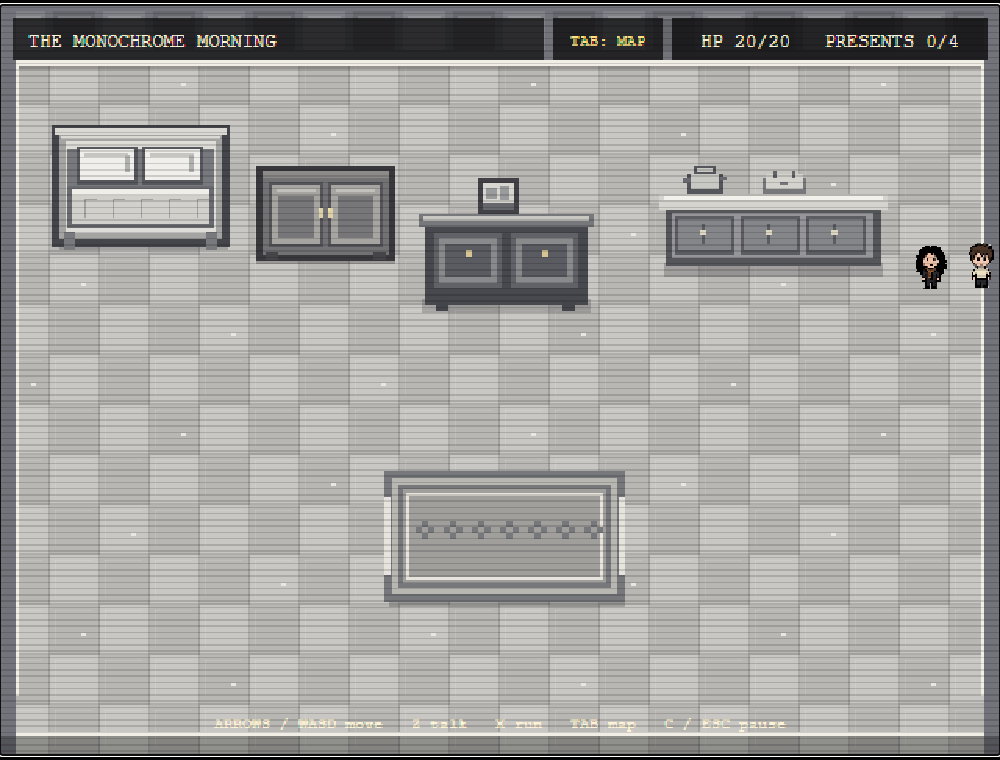 THE MONOCHROME MORNING
TAB: MAP
HP 20/20 PRESENTS 0/4
ARROWS / WASD move Z talk X run TAB map C / ESC pause